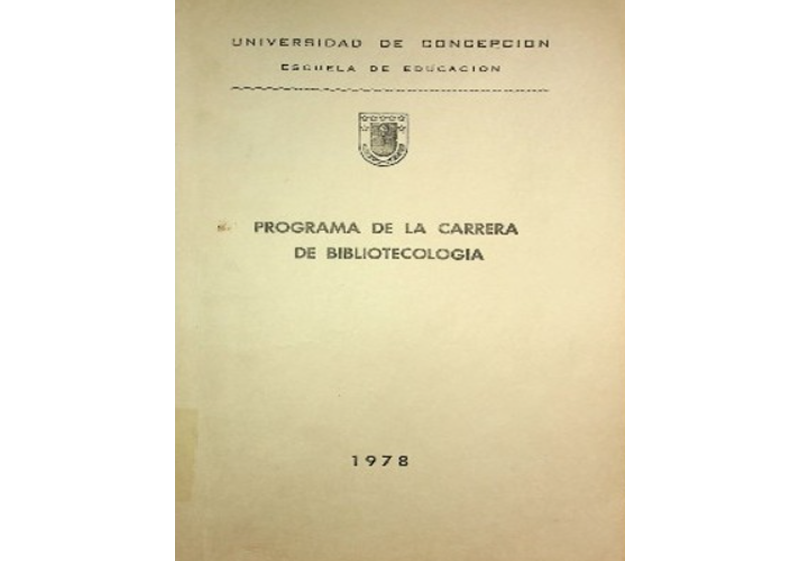 UNIVERSIDAD DE CONCEPCION
ESCUELA DE EDUCACION
PROGRAMA DE LA CARRERA
DE BIBLIOTECOLOGIA
1978